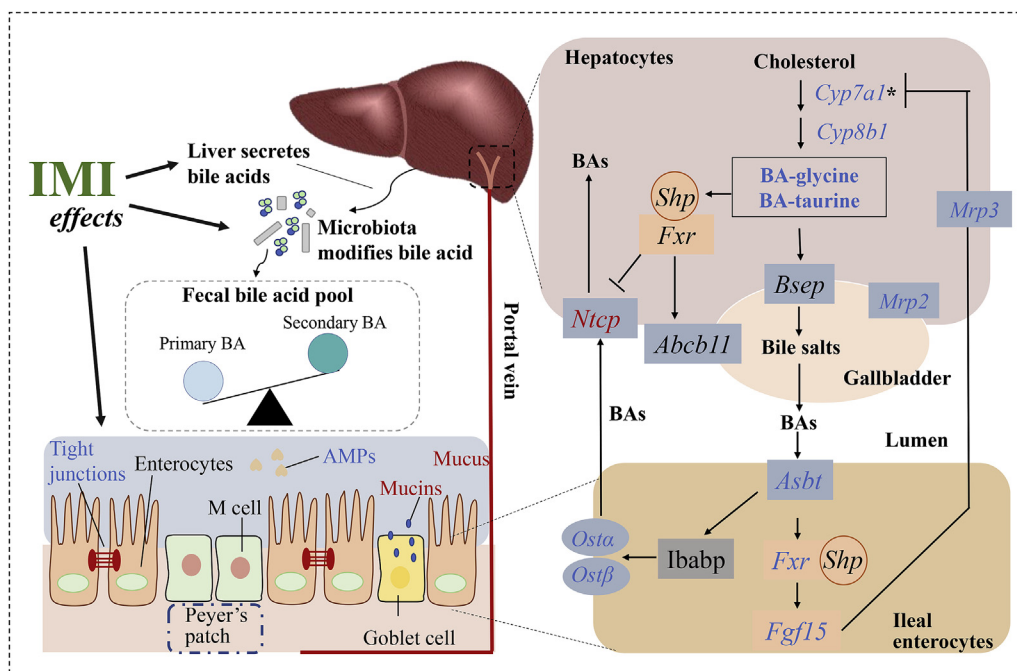 IMI
effects
Liver secretes
bile acids
Microbiota
modifies bile acid
Fecal bile acid pool
Primary BA
Secondary BA
Portal vein
Tight
junctions
Enterocytes
AMPs
Mucus
Mucins
M cell
Peyer's
patch
Goblet cell
Hepatocytes
Cholesterol
Cyp7a1*
Cyp8b1
BAs
BA-glycine
BA-taurine
Shp
Fxr
Mrp3
Ntcp
Abcb11
Bsep
Mrp2
Bile salts
Gallbladder
BAs
BAs
Lumen
Asbt
Ostα
Ostβ
Ibabp
Fxr
Shp
Fgf15
Ileal
enterocytes